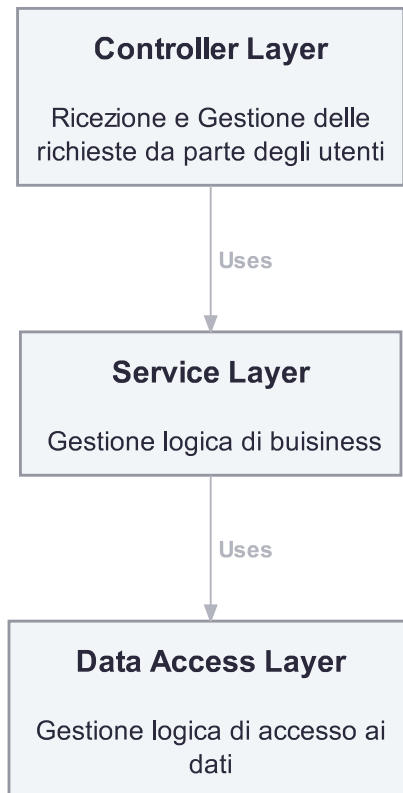 Controller Layer
Ricezione e Gestione delle
richieste da parte degli utenti
Uses
Service Layer
Gestione logica di buisiness
Uses
Data Access Layer
Gestione logica di accesso ai
dati